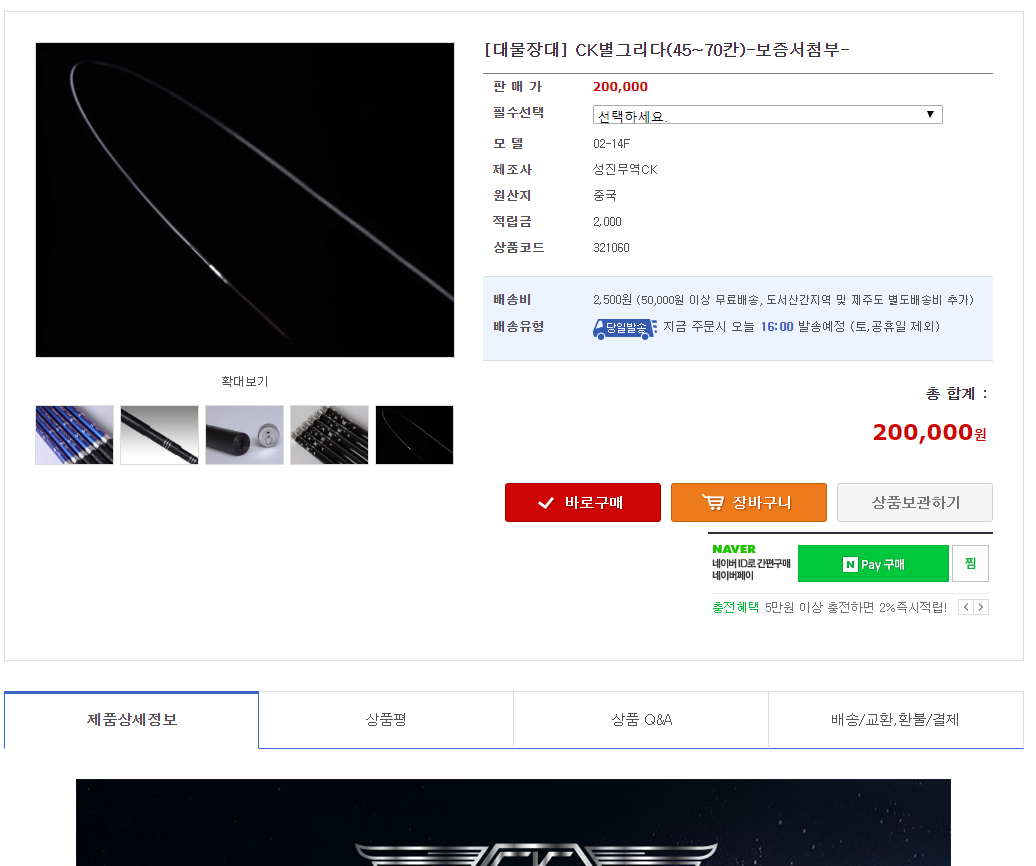 [대물장대] CK별그리다(45~70칸)-보증서첨부-
판 매 가 200,000
필수선택 선택하세요. ▼
모 델 02-14F
제조사 성진무역CK
원산지 중국
적립금 2,000
상품코드 321060
배송비 2,500원 (50,000원 이상 무료배송, 도서산간지역 및 제주도 별도배송비 추가)
배송유형 당일발송 지금 주문시 오늘 16:00 발송예정 (토,공휴일 제외)
확대보기
총 합계 :
200,000원
바로구매 장바구니 상품보관하기
NAVER
네이버 ID로 간편구매
네이버페이
N Pay 구매 찜
충전혜택 5만원 이상 충전하면 2%즉시적립!
제품상세정보 상품평 상품 Q&A 배송/교환,환불/결제
CK